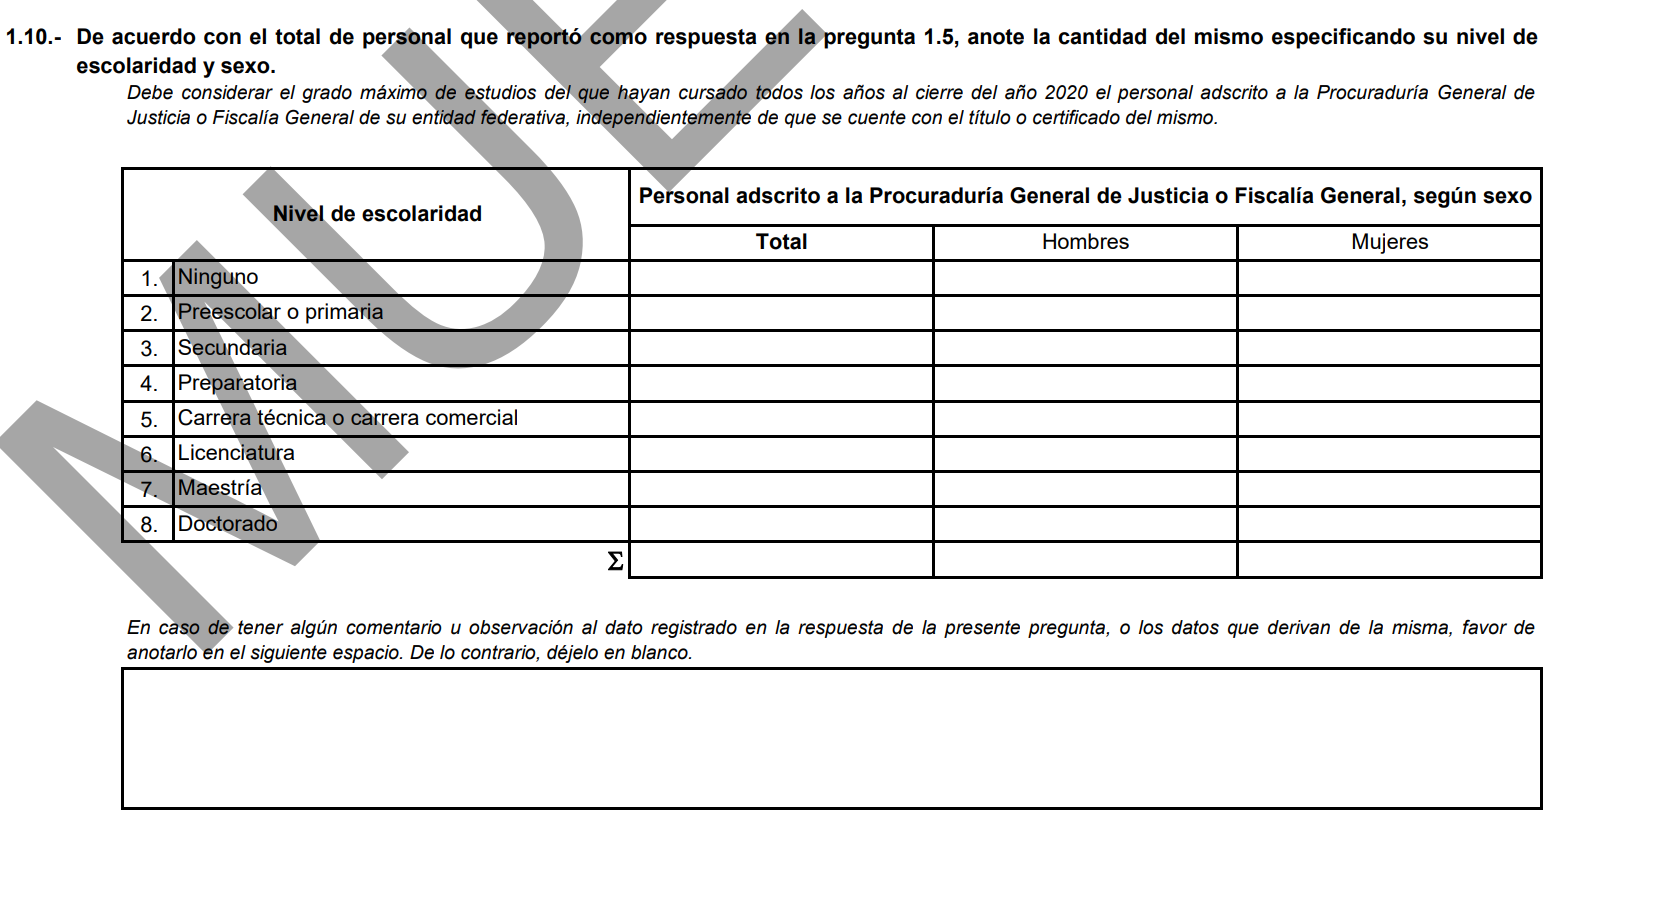 1.10.- De acuerdo con el total de personal que reportó como respuesta en la pregunta 1.5, anote la cantidad del mismo especificando su nivel de
escolaridad y sexo.
Debe considerar el grado máximo de estudios del que hayan cursado todos los años al cierre del año 2020 el personal adscrito a la Procuraduría General de
Justicia o Fiscalía General de su entidad federativa, independientemente de que se cuente con el título o certificado del mismo.
Nivel de escolaridad
Personal adscrito a la Procuraduría General de Justicia o Fiscalía General, según sexo
Total Hombres Mujeres
1. Ninguno
2. Preescolar o primaria
3. Secundaria
4. Preparatoria
5. Carrera técnica o carrera comercial
6. Licenciatura
7. Maestría
8. Doctorado
Σ
En caso de tener algún comentario u observación al dato registrado en la respuesta de la presente pregunta, o los datos que derivan de la misma, favor de
anotarlo en el siguiente espacio. De lo contrario, déjelo en blanco.
MUE